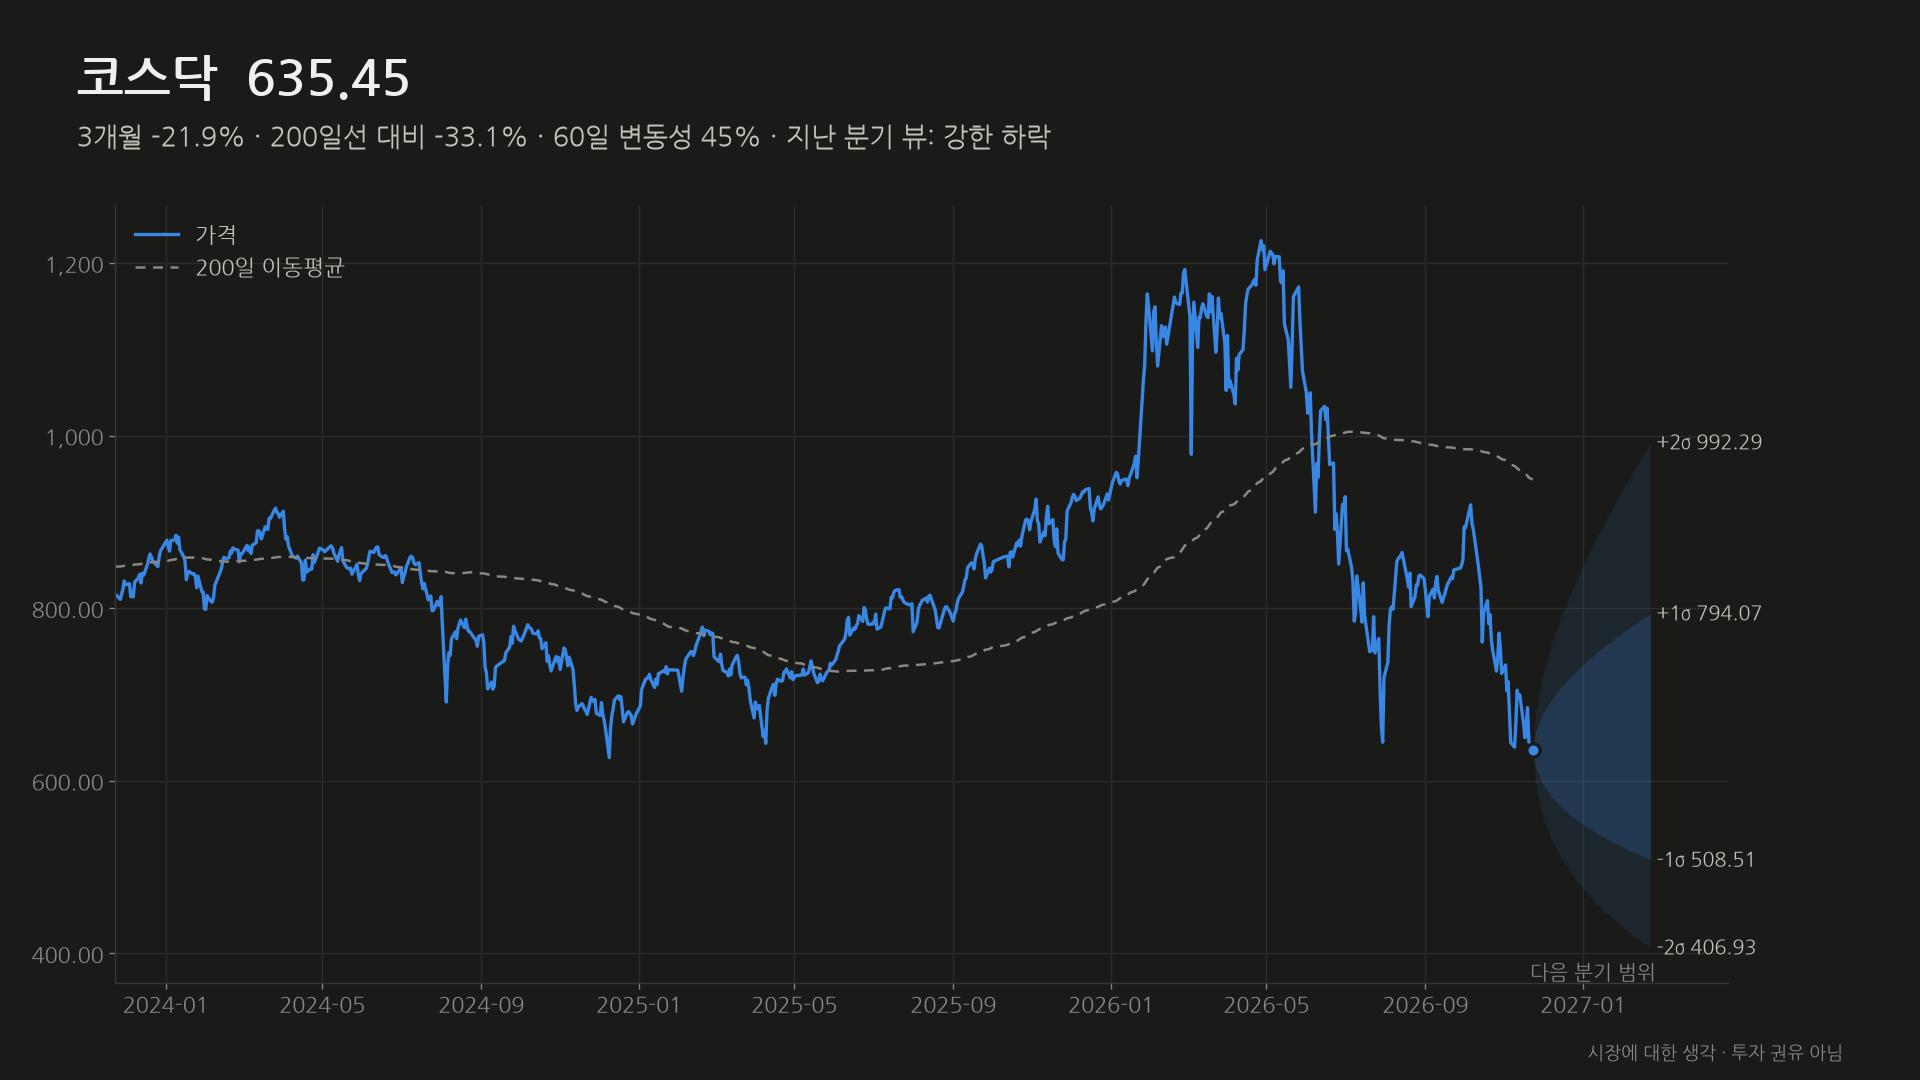 코스닥 635.45
3개월 -21.9% · 200일선 대비 -33.1% · 60일 변동성 45% · 지난 분기 뷰: 강한 하락
가격
200일 이동평균
1,200
1,000
800.00
600.00
400.00
+2σ 992.29
+1σ 794.07
-1σ 508.51
-2σ 406.93
다음 분기 범위
2024-01
2024-05
2024-09
2025-01
2025-05
2025-09
2026-01
2026-05
2026-09
2027-01
시장에 대한 생각 · 투자 권유 아님